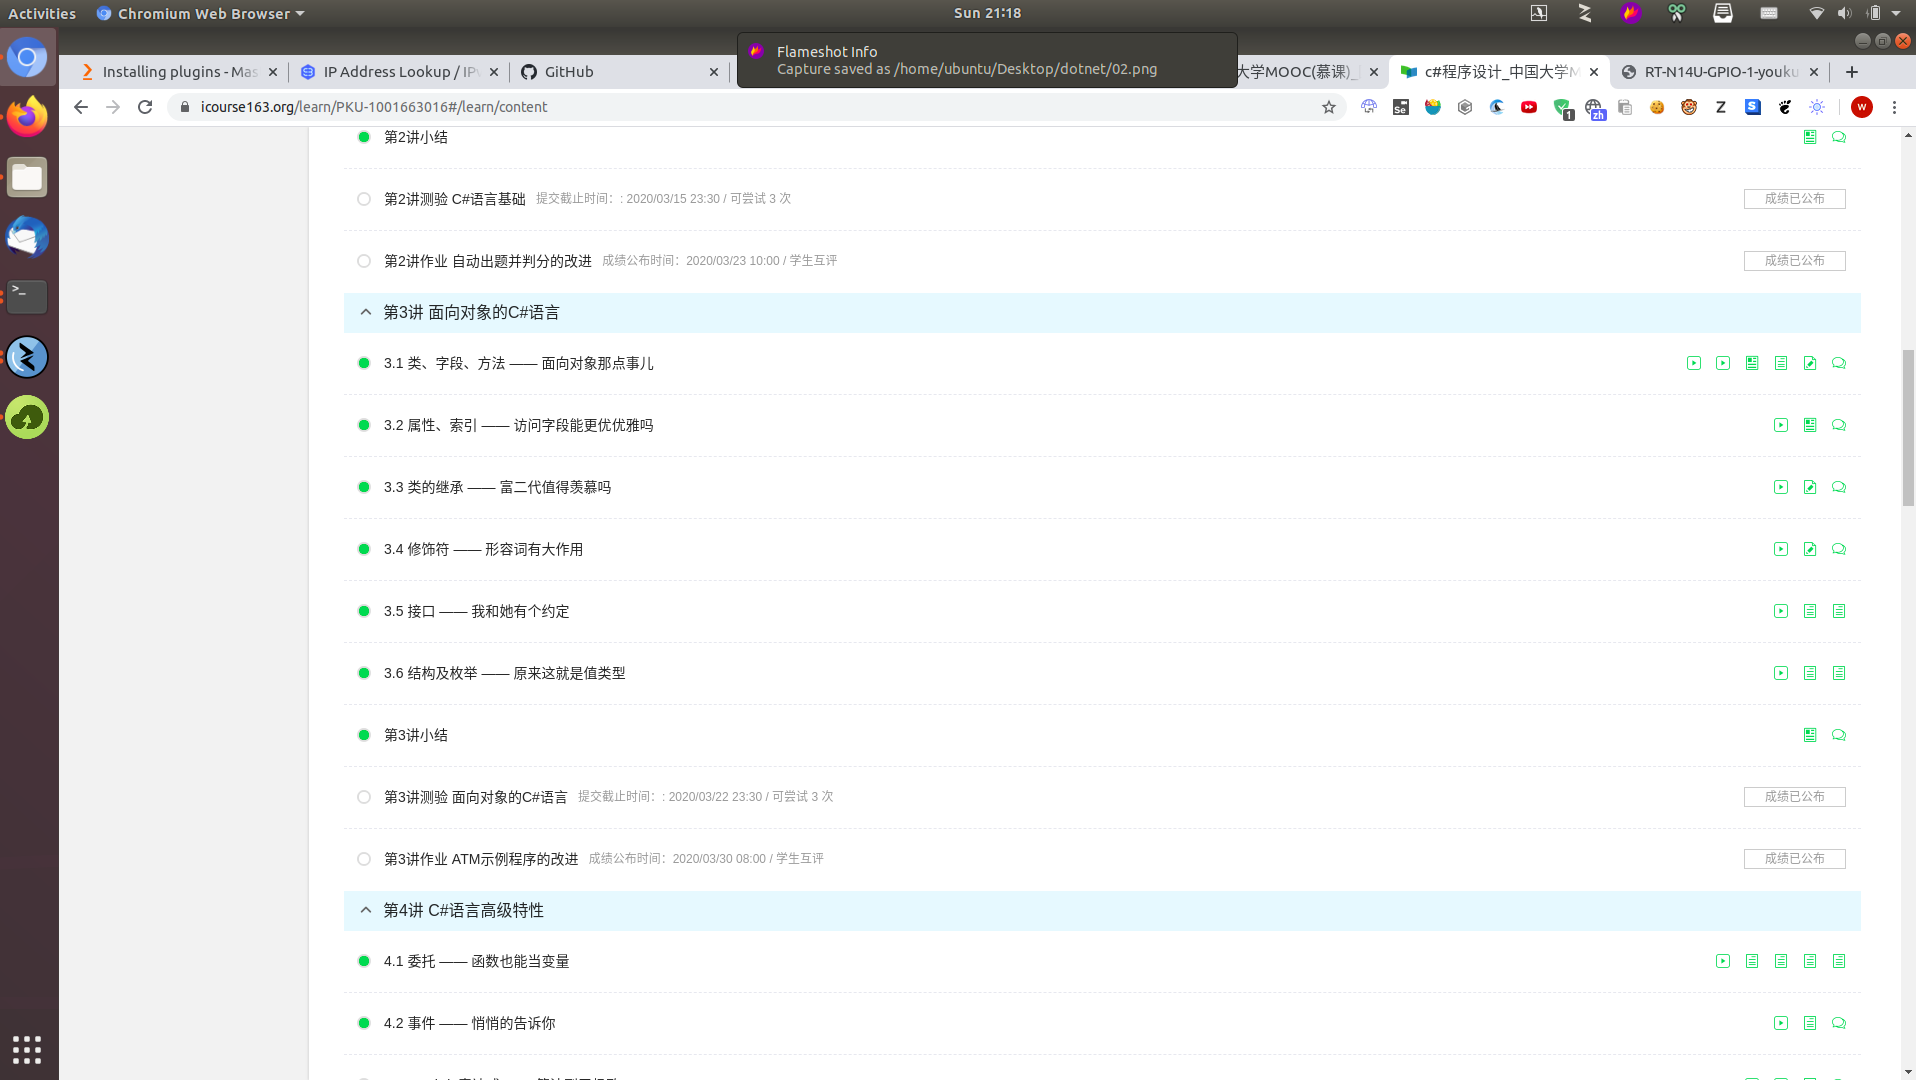 Activities
Chromium Web Browser
Sun 21:18
Flameshot Info
Capture saved as /home/ubuntu/Desktop/dotnet/02.png
Installing plugins - Mas
IP Address Lookup / IPv
GitHub
大学MOOC(慕课)_
c#程序设计_中国大学M
RT-N14U-GPIO-1-youku
icourse163.org/learn/PKU-1001663016#/learn/content
第2讲小结
第2讲测验 C#语言基础 提交截止时间：: 2020/03/15 23:30 / 可尝试 3 次 成绩已公布
第2讲作业 自动出题并判分的改进 成绩公布时间：2020/03/23 10:00 / 学生互评 成绩已公布
第3讲 面向对象的C#语言
3.1 类、字段、方法 —— 面向对象那点事儿
3.2 属性、索引 —— 访问字段能更优优雅吗
3.3 类的继承 —— 富二代值得羡慕吗
3.4 修饰符 —— 形容词有大作用
3.5 接口 —— 我和她有个约定
3.6 结构及枚举 —— 原来这就是值类型
第3讲小结
第3讲测验 面向对象的C#语言 提交截止时间：: 2020/03/22 23:30 / 可尝试 3 次 成绩已公布
第3讲作业 ATM示例程序的改进 成绩公布时间：2020/03/30 08:00 / 学生互评 成绩已公布
第4讲 C#语言高级特性
4.1 委托 —— 函数也能当变量
4.2 事件 —— 悄悄的告诉你